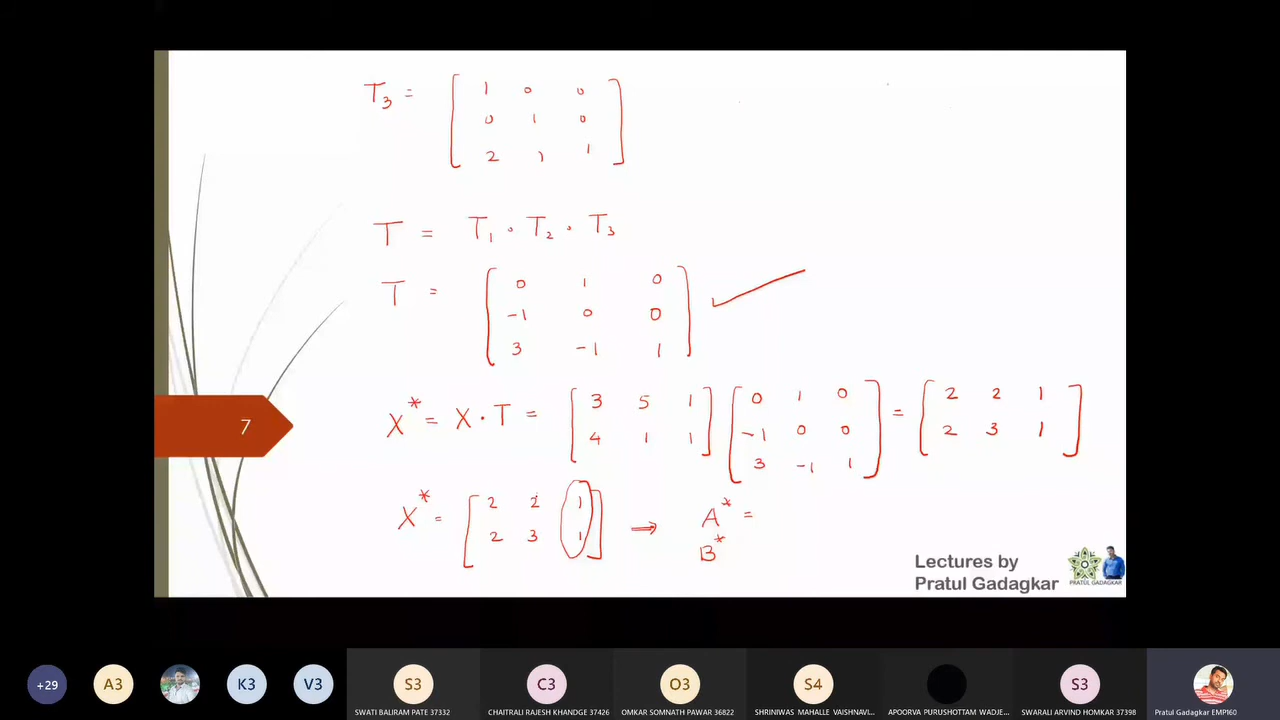 T₃ = [ 1 0 0
0 1 0
2 1 1 ]
T = T₁ . T₂ . T₃
T = [ 0 1 0
-1 0 0
3 -1 1 ]
X* = X . T = [ 3 5 1 ] [ 0 1 0 ] = [ 2 2 1 ]
[ 4 1 1 ] [ -1 0 0 ] [ 2 3 1 ]
[ 3 -1 1 ]
7
X* = [ 2 2 1 ⇒ A* =
2 3 1 ] B*
Lectures by
Pratul Gadagkar
PRATUL GADAGKAR
+29 A3 K3 V3 S3 C3 O3 S4 S3
SWATI BALIRAM PATE 37332 CHAITRALI RAJESH KHANDGE 37426 OMKAR SOMNATH PAWAR 36822 SHRINIWAS MAHALLE VAISHNAVI... APOORVA PURUSHOTTAM WADJE... SWARALI ARVIND HOMKAR 37398 Pratul Gadagkar EMP160